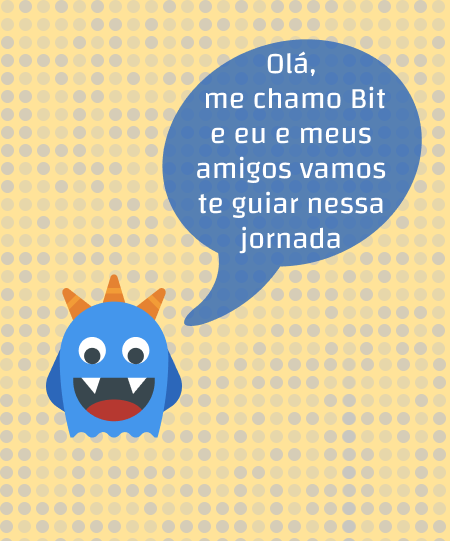 Olá,
me chamo Bit
e eu e meus
amigos vamos
te guiar nessa
jornada